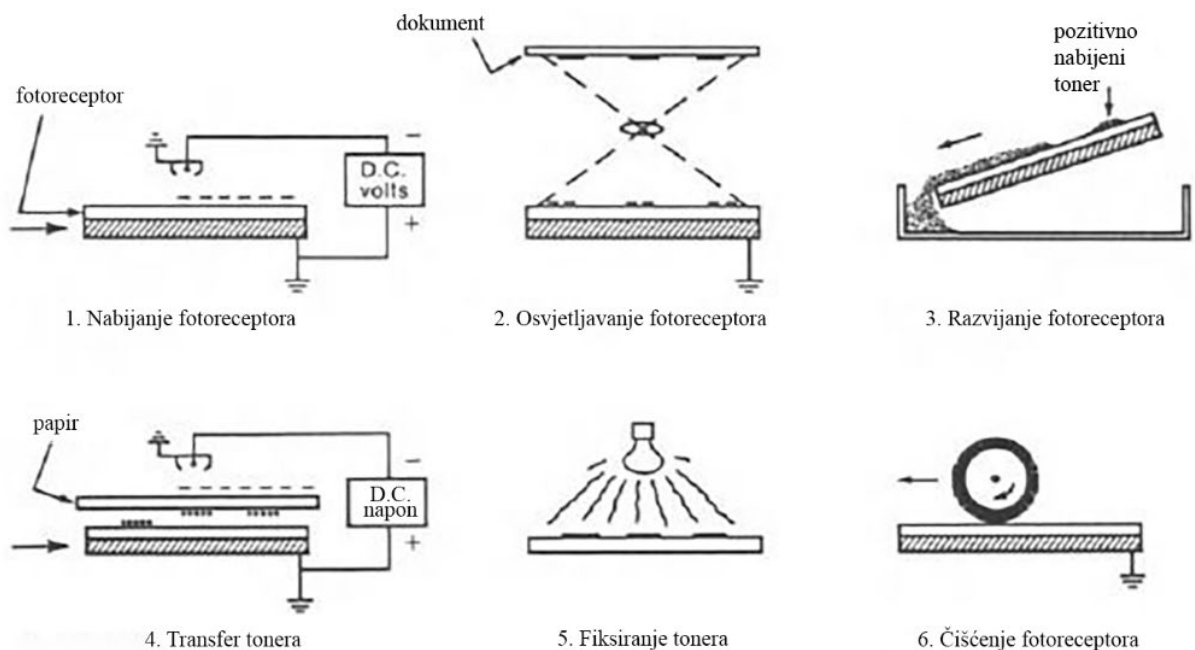 fotoreceptor
−
D.C.
volts
+
1. Nabijanje fotoreceptora
dokument
2. Osvjetljavanje fotoreceptora
pozitivno
nabijeni
toner
3. Razvijanje fotoreceptora
papir
−
D.C.
napon
+
4. Transfer tonera
5. Fiksiranje tonera
6. Čišćenje fotoreceptora